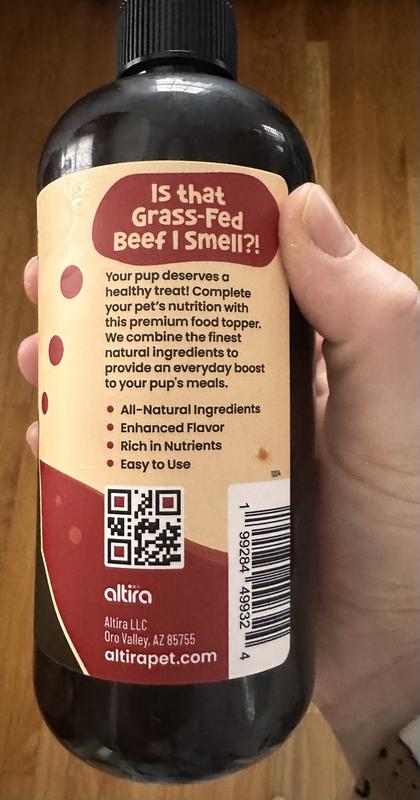 Is that
Grass-Fed
Beef I Smell?!
Your pup deserves a
healthy treat! Complete
your pet's nutrition with
this premium food topper.
We combine the finest
natural ingredients to
provide an everyday boost
to your pup's meals.
• All-Natural Ingredients
• Enhanced Flavor
• Rich in Nutrients
• Easy to Use
1004
altira
Altira LLC
Oro Valley, AZ 85755
altirapet.com
1 99284 49932 4